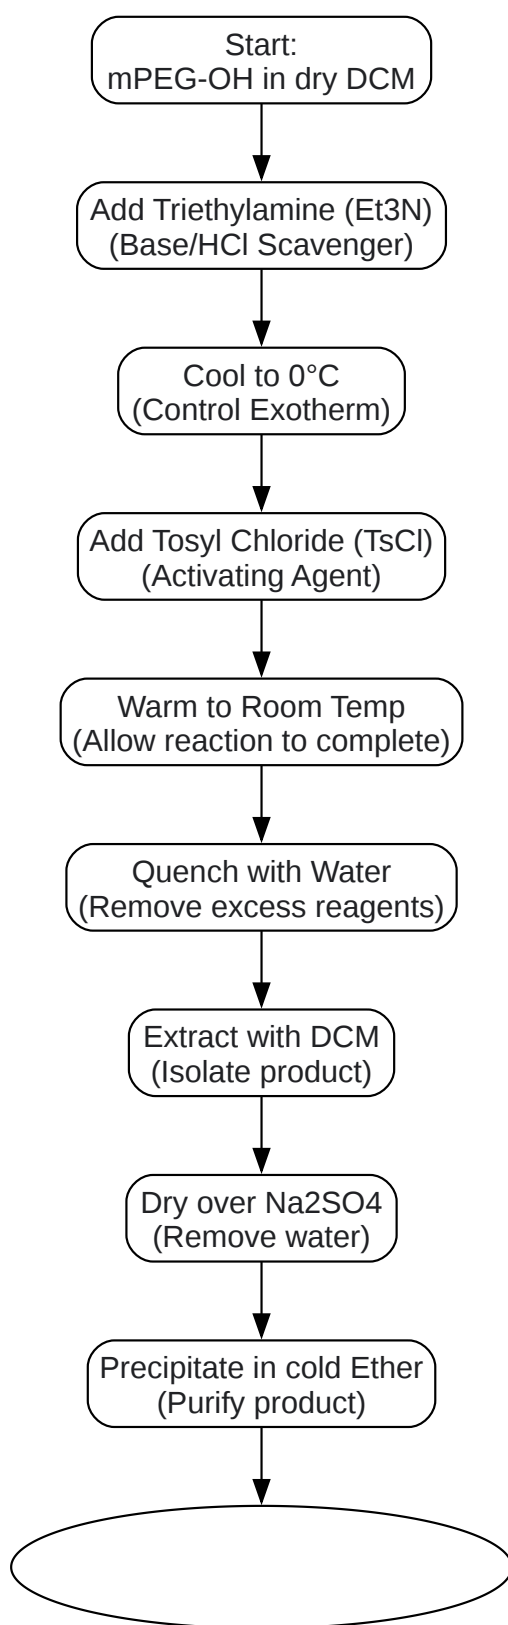 Start:
mPEG-OH in dry DCM
Add Triethylamine (Et3N)
(Base/HCl Scavenger)
Cool to 0°C
(Control Exotherm)
Add Tosyl Chloride (TsCl)
(Activating Agent)
Warm to Room Temp
(Allow reaction to complete)
Quench with Water
(Remove excess reagents)
Extract with DCM
(Isolate product)
Dry over Na2SO4
(Remove water)
Precipitate in cold Ether
(Purify product)